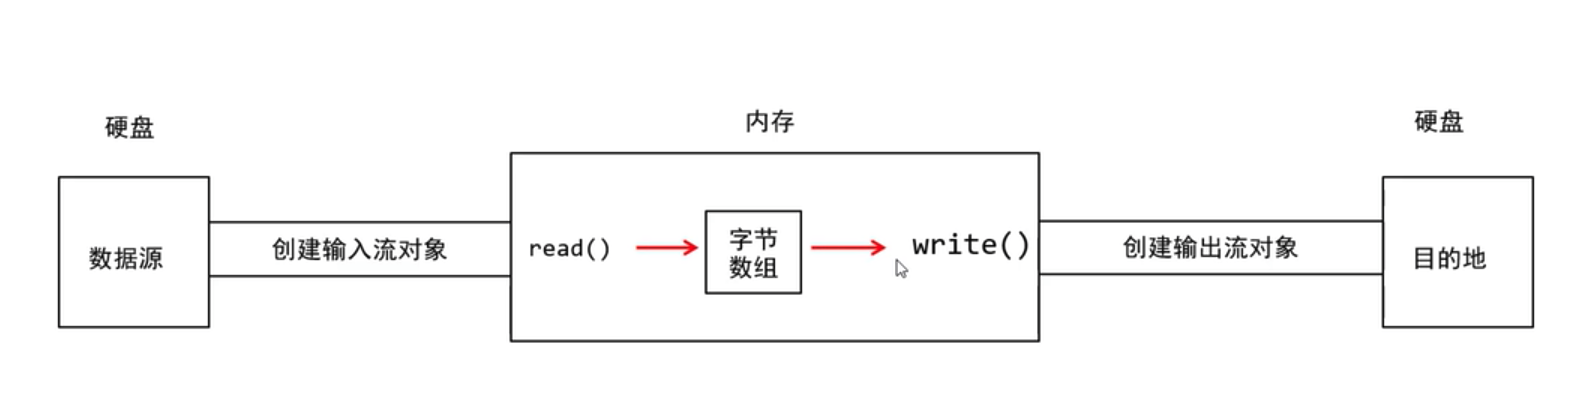 硬盘
内存
硬盘
数据源
创建输入流对象
read()
字节
数组
write()
创建输出流对象
目的地